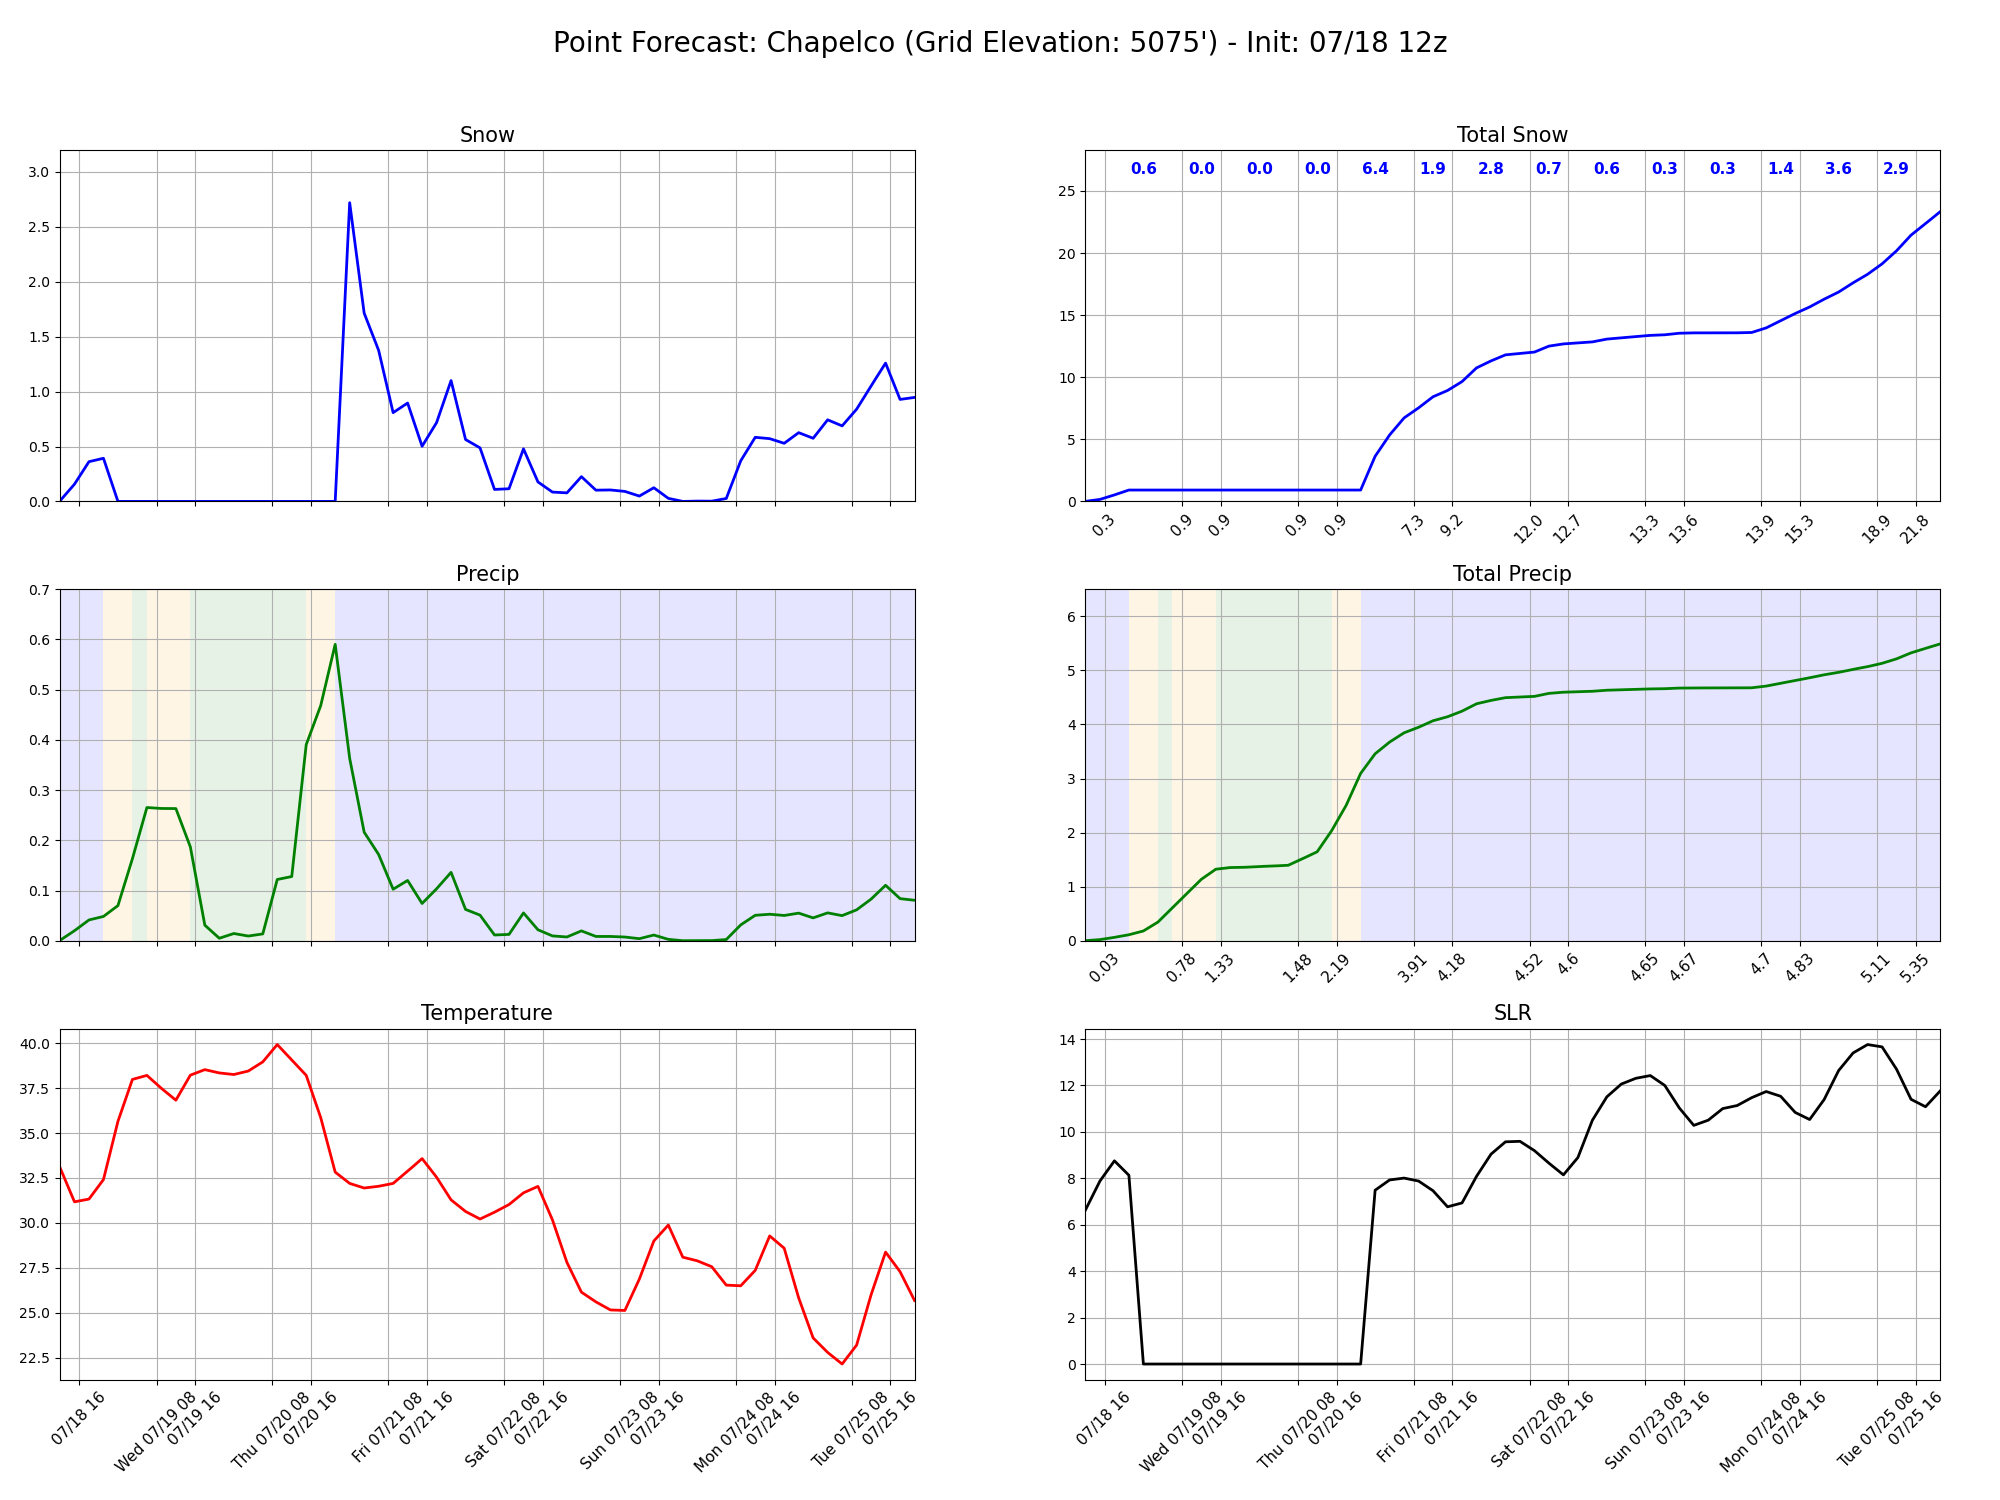 Point Forecast: Chapelco (Grid Elevation: 5075') - Init: 07/18 12z
Snow
3.0
2.5
2.0
1.5
1.0
0.5
0.0
Total Snow
0.6 0.0 0.0 0.0 6.4 1.9 2.8 0.7 0.6 0.3 0.3 1.4 3.6 2.9
25
20
15
10
5
0
0.3 0.9 0.9 0.9 0.9 7.3 9.2 12.0 12.7 13.3 13.6 13.9 15.3 18.9 21.8
Precip
0.7
0.6
0.5
0.4
0.3
0.2
0.1
0.0
Total Precip
6
5
4
3
2
1
0
0.03 0.78 1.33 1.48 2.19 3.91 4.18 4.52 4.6 4.65 4.67 4.7 4.83 5.11 5.35
Temperature
40.0
37.5
35.0
32.5
30.0
27.5
25.0
22.5
07/18 16
Wed 07/19 08
07/19 16
Thu 07/20 08
07/20 16
Fri 07/21 08
07/21 16
Sat 07/22 08
07/22 16
Sun 07/23 08
07/23 16
Mon 07/24 08
07/24 16
Tue 07/25 08
07/25 16
SLR
14
12
10
8
6
4
2
0
07/18 16
Wed 07/19 08
07/19 16
Thu 07/20 08
07/20 16
Fri 07/21 08
07/21 16
Sat 07/22 08
07/22 16
Sun 07/23 08
07/23 16
Mon 07/24 08
07/24 16
Tue 07/25 08
07/25 16